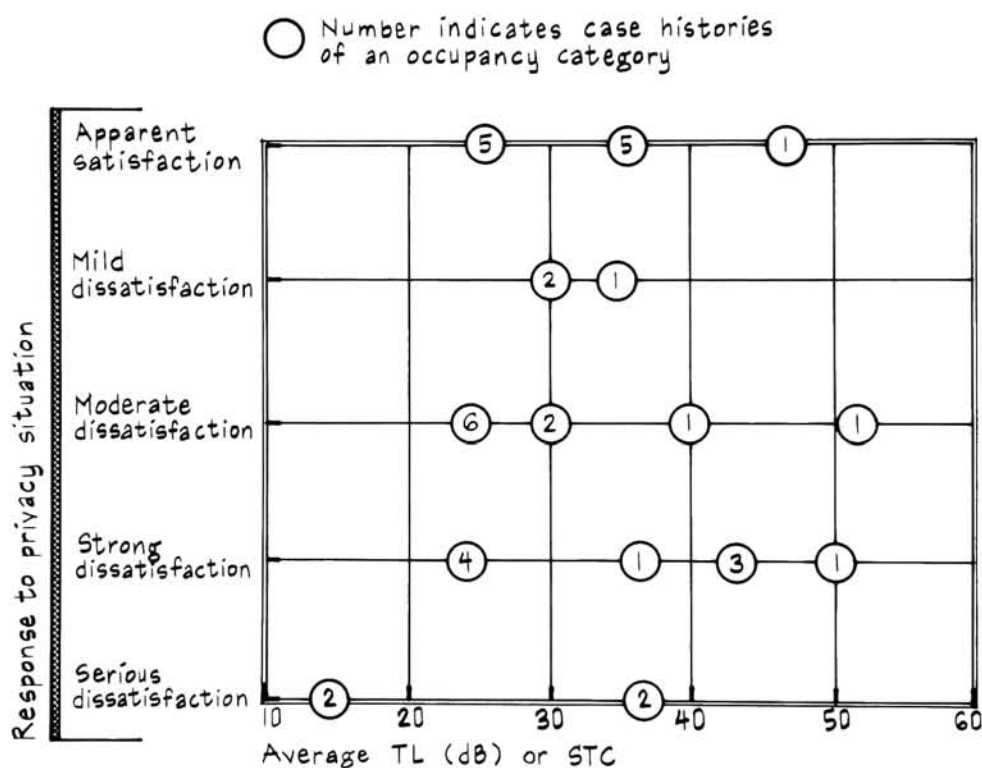 Number indicates case histories
of an occupancy category
Apparent
satisfaction
5 5 1
Mild
dissatisfaction
2 1
Moderate
dissatisfaction
6 2 1 1
Strong
dissatisfaction
4 1 3 1
Serious
dissatisfaction
2 2
10 20 30 40 50 60
Average TL (dB) or STC
Response to privacy situation